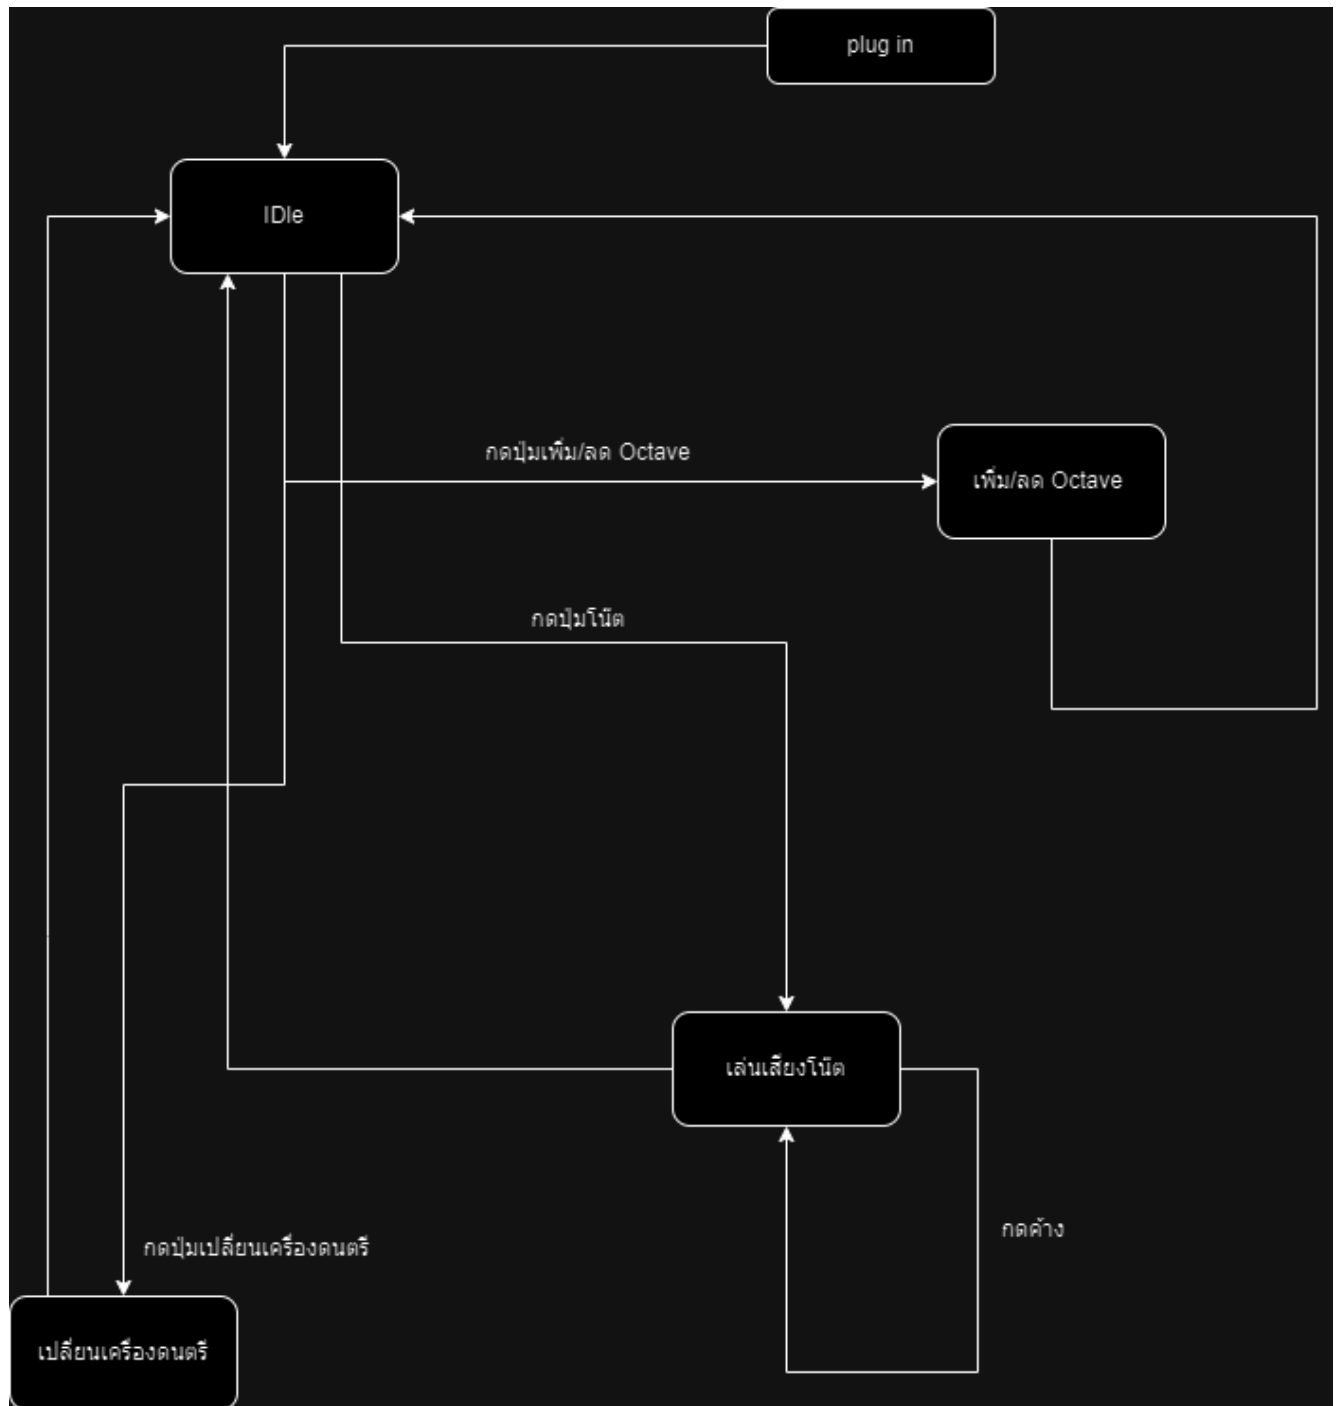 plug in
IDle
กดปุ่มเพิ่ม/ลด Octave
เพิ่ม/ลด Octave
กดปุ่มโน๊ต
เล่นเสียงโน๊ต
กดค้าง
กดปุ่มเปลี่ยนเครื่องดนตรี
เปลี่ยนเครื่องดนตรี